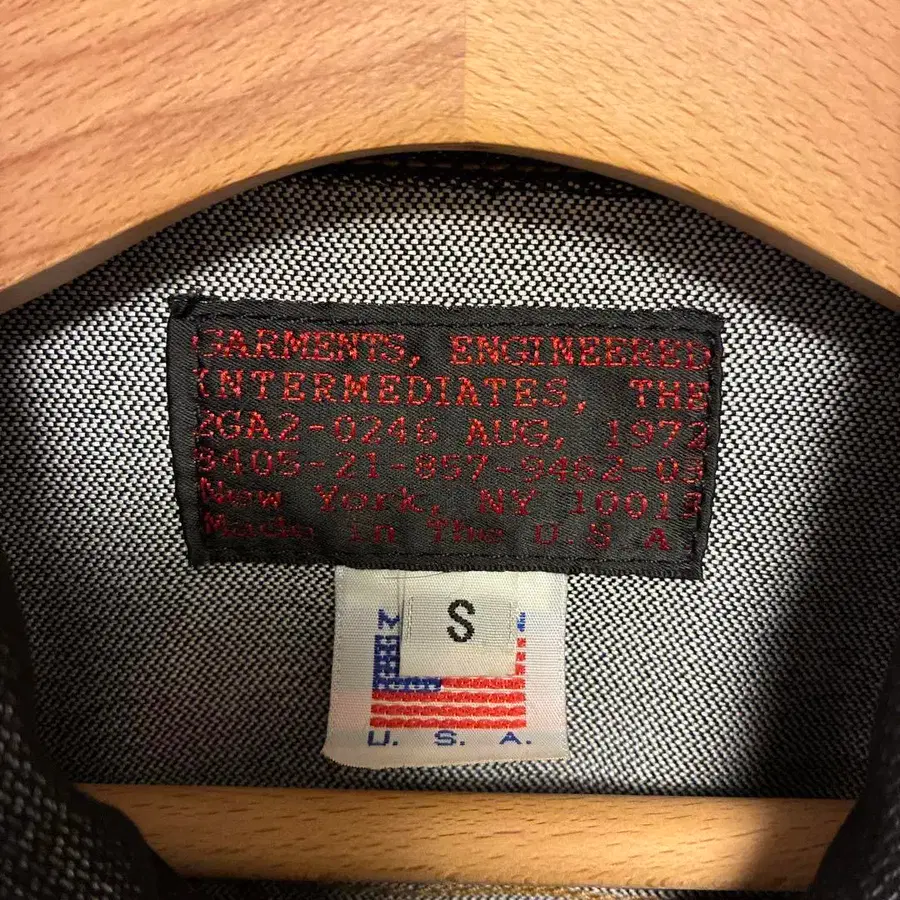 GARMENTS, ENGINEERED
INTERMEDIATES, THE
2GA2-0246 AUG, 1972
8405-21-857-9462-03
New York, NY 10013
Made in The U.S.A
S
U. S. A.